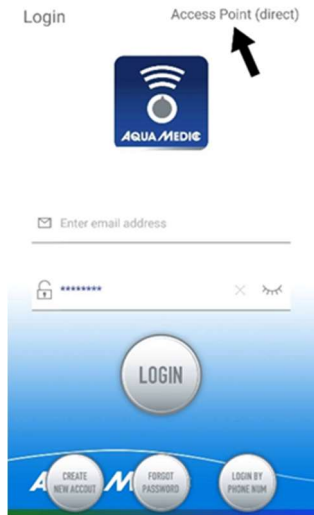 Login
Access Point (direct)
AQUA MEDIC
Enter email address
********
LOGIN
A M
CREATE
NEW ACCOUT
FORGOT
PASSWORD
LOGIN BY
PHONE NUM